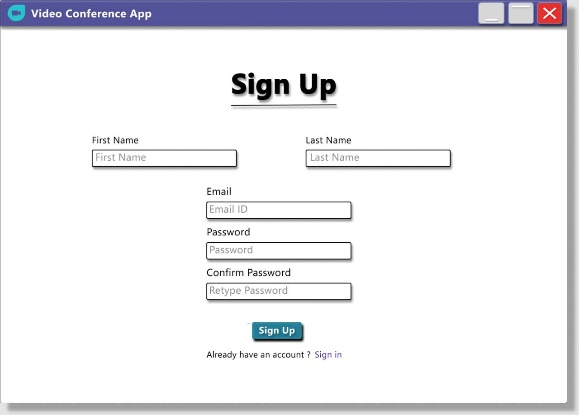 Video Conference App
Sign Up
First Name Last Name
First Name Last Name
Email
Email ID
Password
Password
Confirm Password
Retype Password
Sign Up
Already have an account ? Sign in